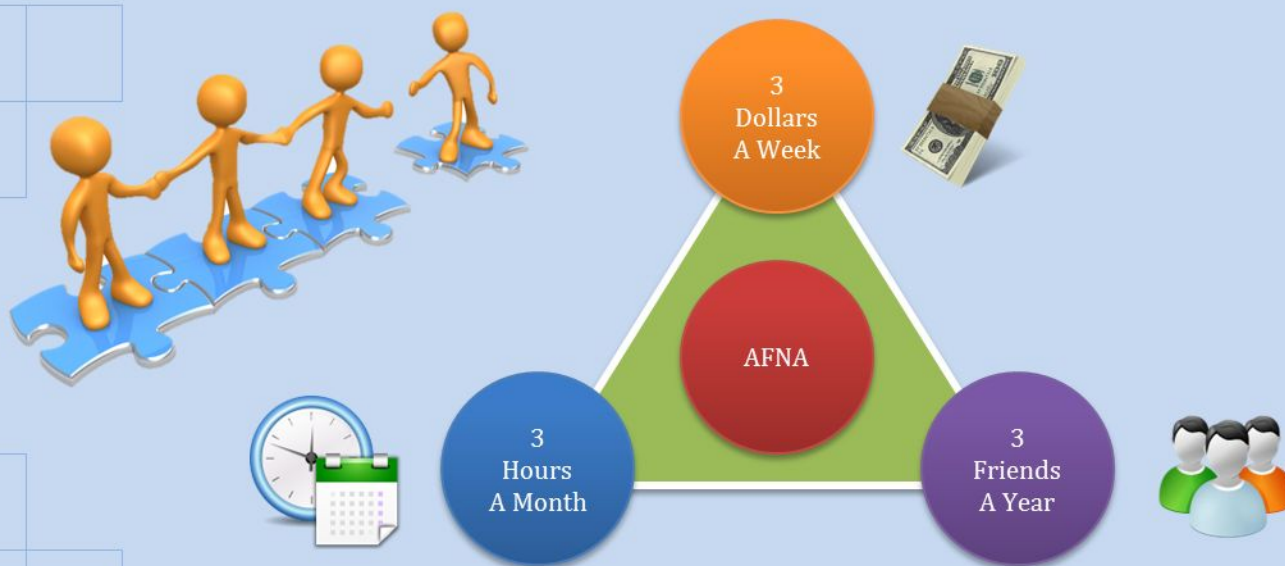 3
Dollars
A Week
AFNA
3
Hours
A Month
3
Friends
A Year